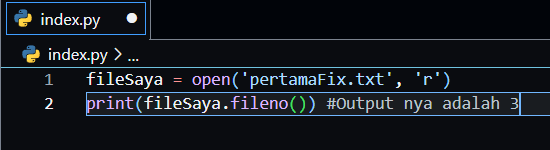 index.py
index.py > ...
1 fileSaya = open('pertamaFix.txt', 'r')
2 print(fileSaya.fileno()) #Output nya adalah 3